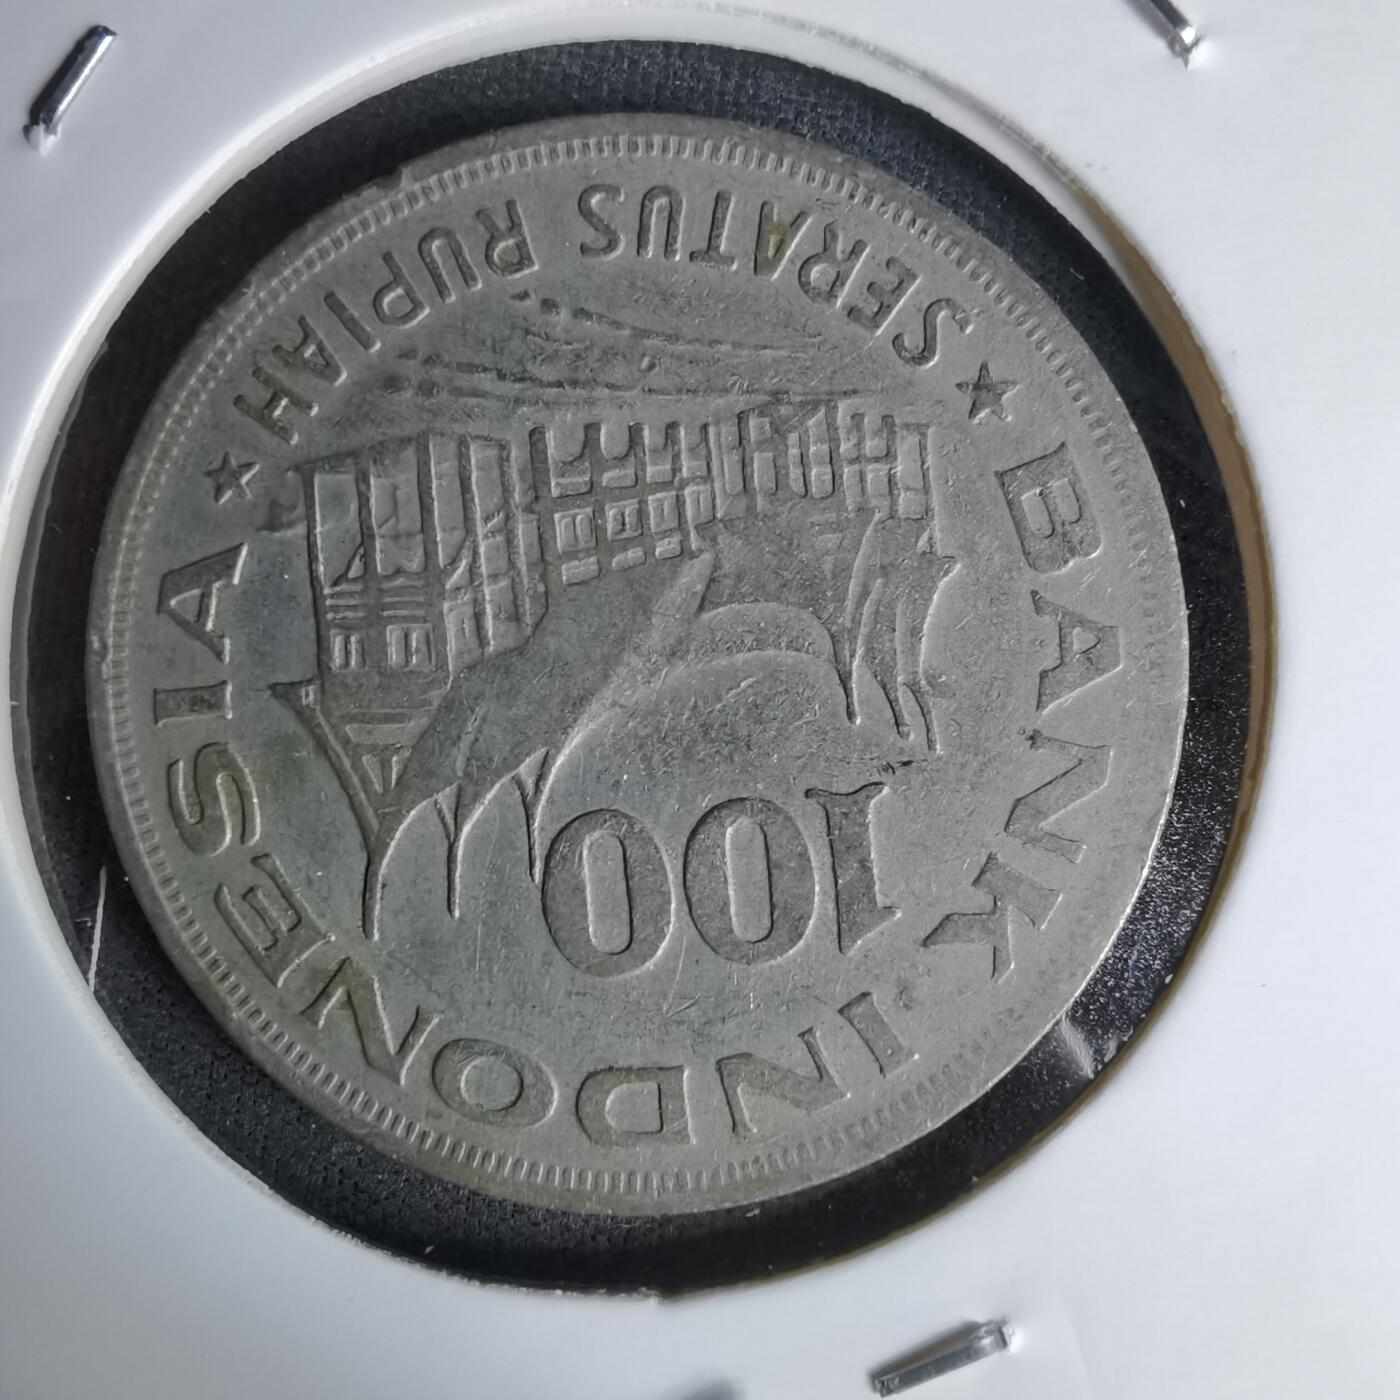 BANK INDONESIA
100
★ SERATUS RUPIAH ★